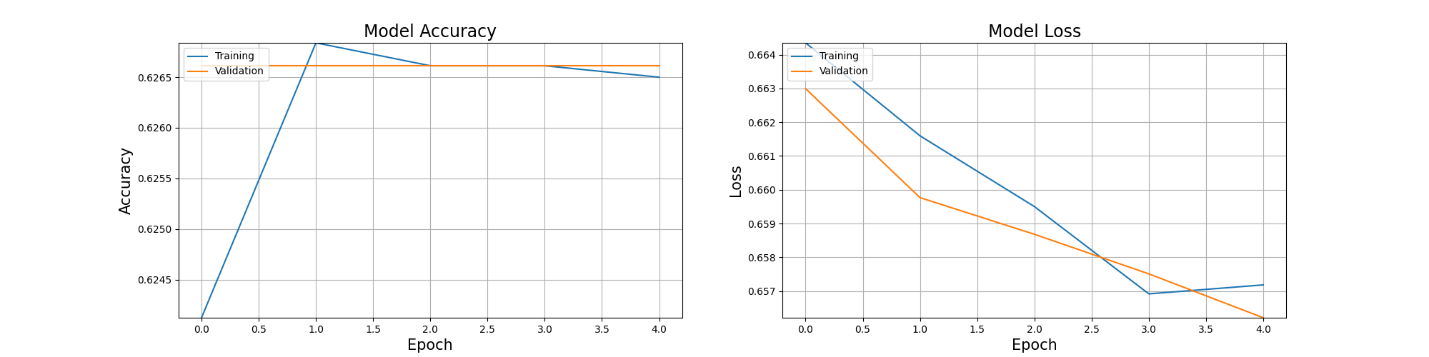 Model Accuracy
Training
Validation
0.6265
0.6260
0.6255
0.6250
0.6245
Accuracy
0.0 0.5 1.0 1.5 2.0 2.5 3.0 3.5 4.0
Epoch
Model Loss
Training
Validation
0.664
0.663
0.662
0.661
0.660
0.659
0.658
0.657
Loss
0.0 0.5 1.0 1.5 2.0 2.5 3.0 3.5 4.0
Epoch